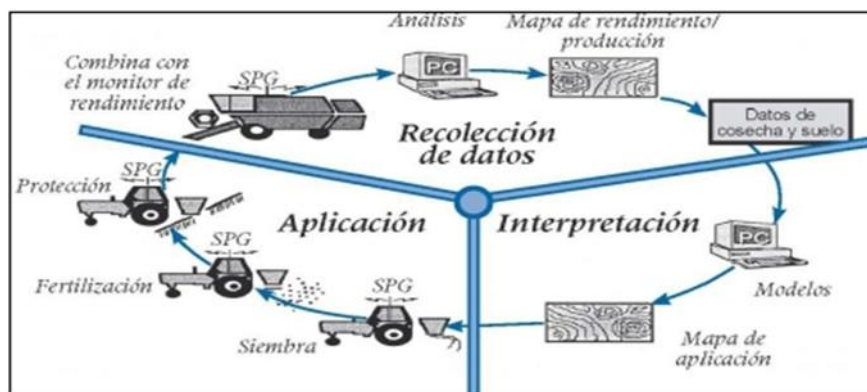 Combina con
el monitor de
rendimiento
SPG
Análisis
PC
Mapa de rendimiento/
producción
Datos de
cosecha y suelo
Recolección
de datos
Interpretación
PC
Modelos
Mapa de
aplicación
Aplicación
SPG
Siembra
SPG
Fertilización
SPG
Protección